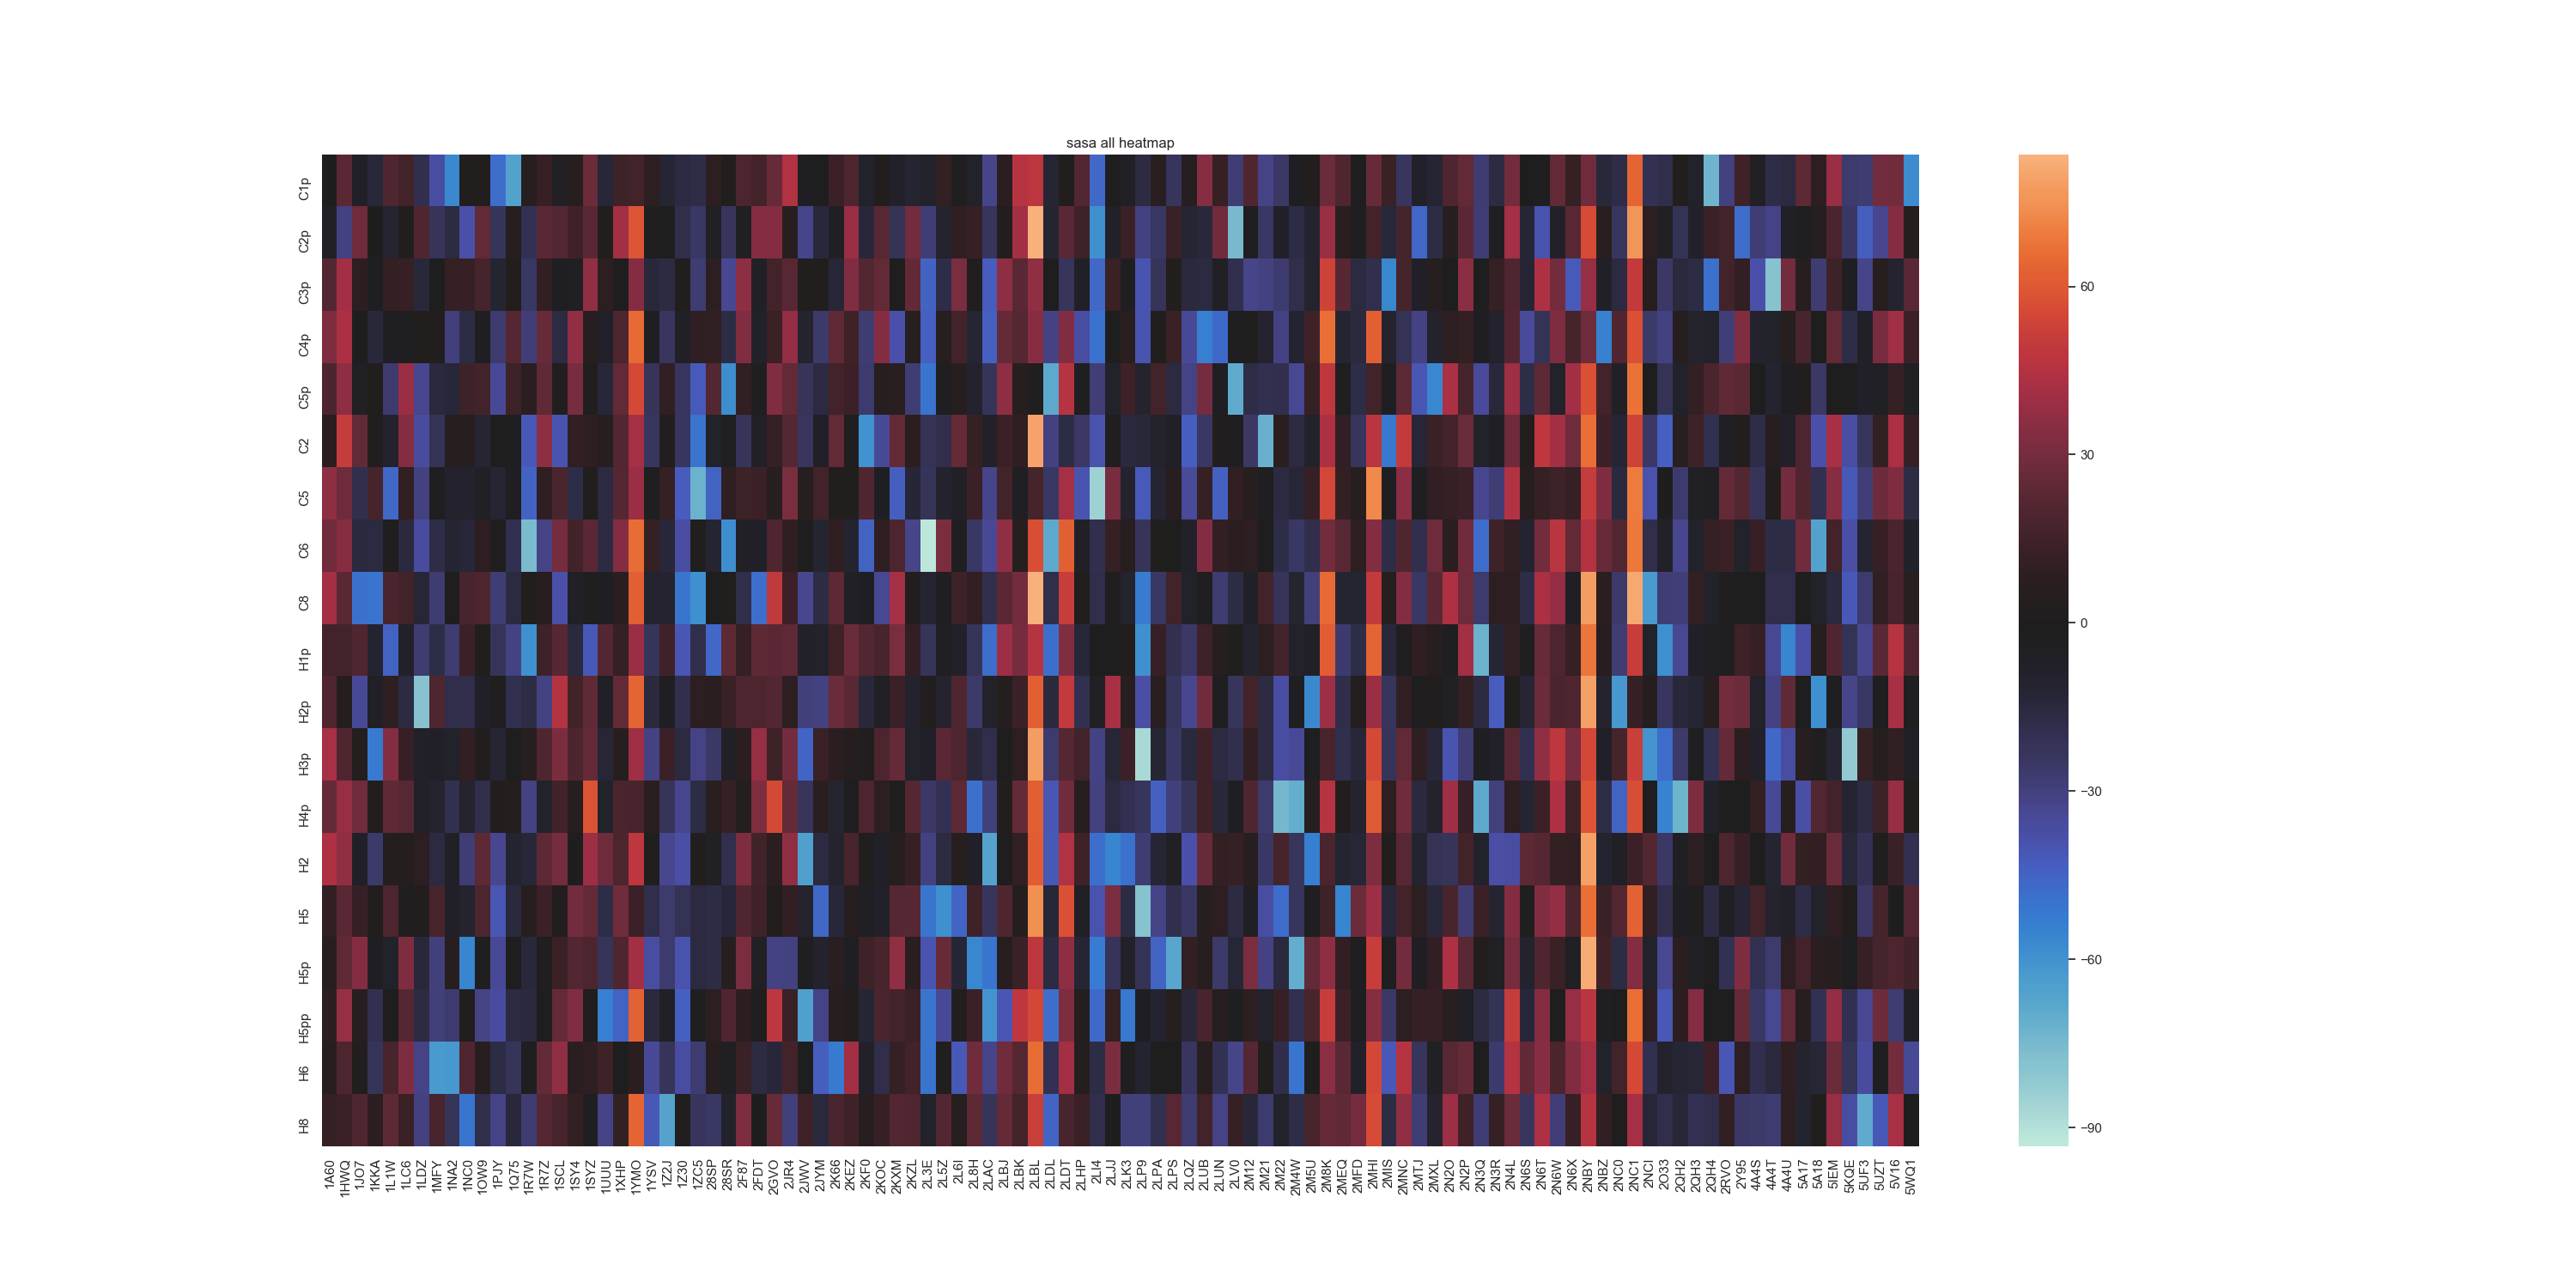 sasa all heatmap
C1p
C2p
C3p
C4p
C5p
C2
C5
C6
C8
H1p
H2p
H3p
H4p
H2
H5
H5p
H5pp
H6
H8
1A60 1HWQ 1JO7 1KKA 1L1W 1LC6 1LDZ 1MFY 1NA2 1NC0 1OW9 1PJY 1Q75 1R7W 1R7Z 1SCL 1SY4 1SYZ 1UUU 1XHP 1YMO 1YSV 1Z2J 1Z30 1ZC5 28SP 28SR 2F87 2FDT 2GVO 2JR4 2JWV 2JYM 2K66 2KEZ 2KF0 2KOC 2KXM 2KZL 2L3E 2L5Z 2L6I 2L8H 2LAC 2LBJ 2LBK 2LBL 2LDL 2LDT 2LHP 2LI4 2LJJ 2LK3 2LP9 2LPA 2LPS 2LQZ 2LUB 2LUN 2LV0 2M12 2M21 2M22 2M4W 2M5U 2M8K 2MEQ 2MFD 2MHI 2MIS 2MNC 2MTJ 2MXL 2N2O 2N2P 2N3Q 2N3R 2N4L 2N6S 2N6T 2N6W 2N6X 2NBY 2NBZ 2NC0 2NC1 2NCI 2O33 2QH2 2QH3 2QH4 2RVO 2Y95 4A4S 4A4T 4A4U 5A17 5A18 5IEM 5KQE 5UF3 5UZT 5V16 5WQ1
60
30
0
−30
−60
−90